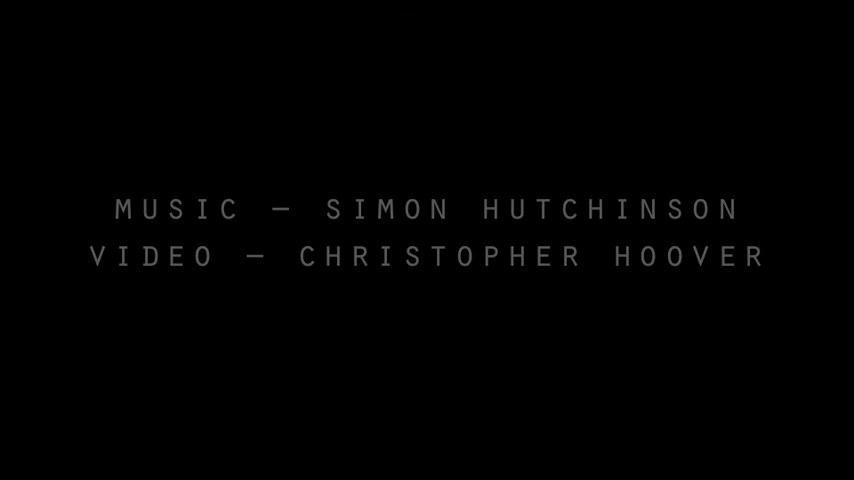 MUSIC — SIMON HUTCHINSON
VIDEO — CHRISTOPHER HOOVER